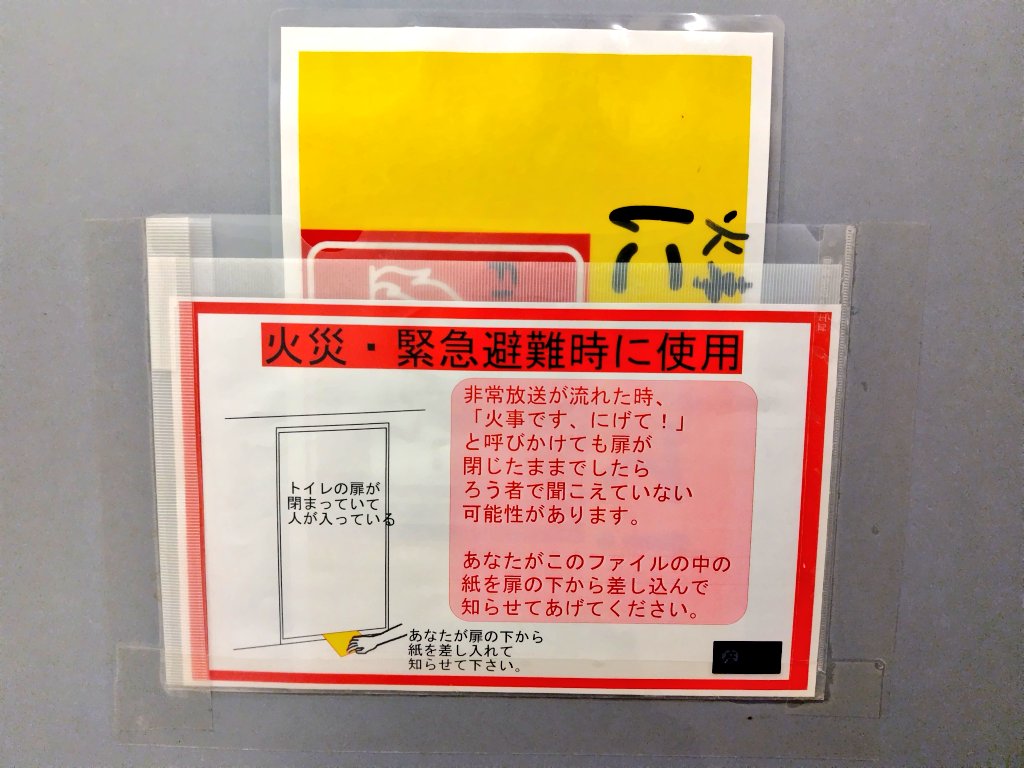 火
に
火災・緊急避難時に使用
非常放送が流れた時、
「火事です、にげて！」
と呼びかけても扉が
閉じたままでしたら
ろう者で聞こえていない
可能性があります。
あなたがこのファイルの中の
紙を扉の下から差し込んで
知らせてあげてください。
トイレの扉が
閉まっていて
人が入っている
あなたが扉の下から
紙を差し入れて
知らせて下さい。